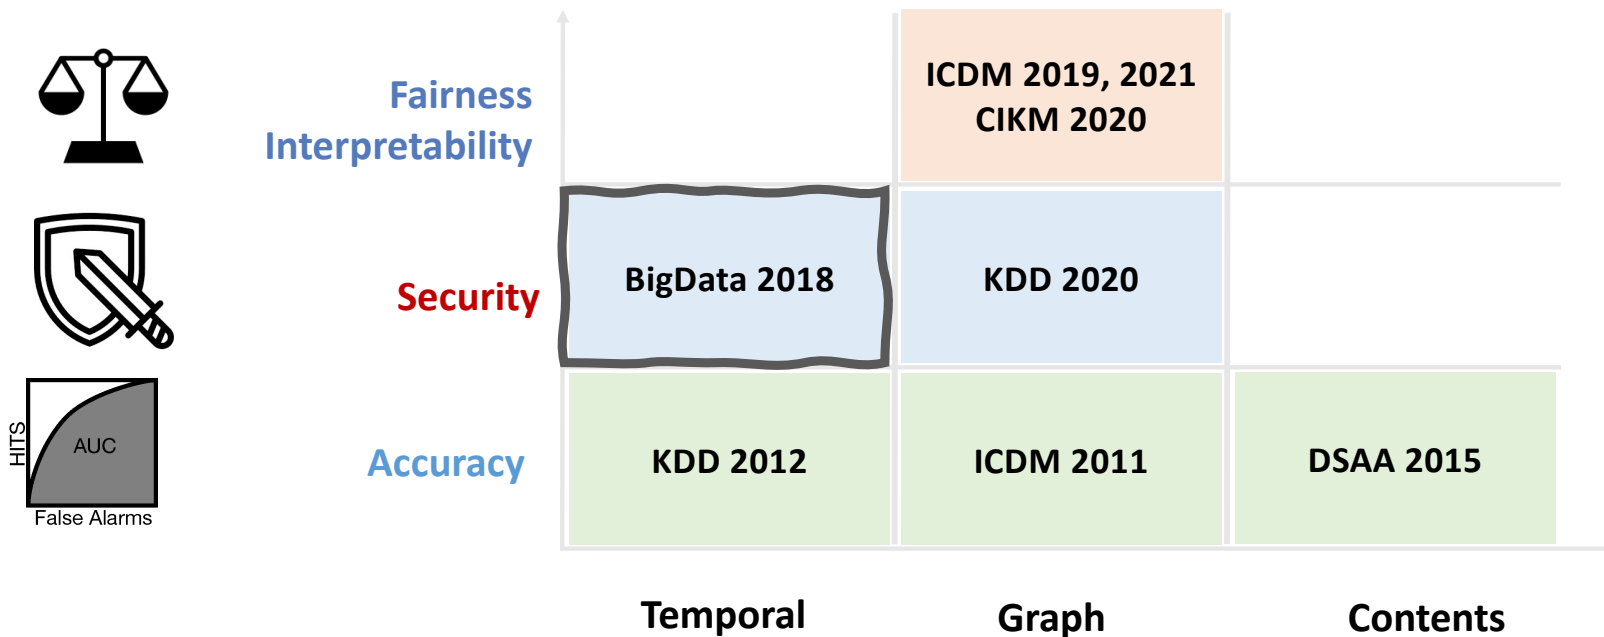 Fairness
Interpretability
ICDM 2019, 2021
CIKM 2020
Security
BigData 2018
KDD 2020
HITS
AUC
False Alarms
Accuracy
KDD 2012
ICDM 2011
DSAA 2015
Temporal
Graph
Contents